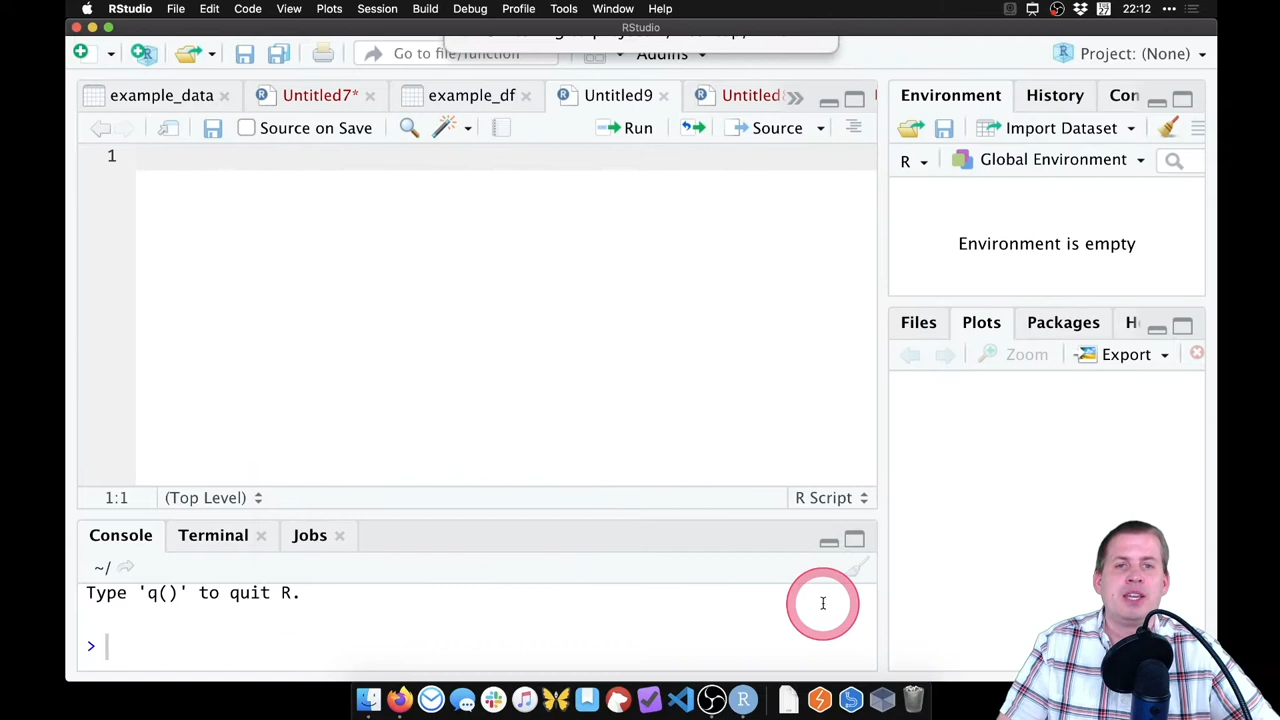 RStudio File Edit Code View Plots Session Build Debug Profile Tools Window Help 22:12
RStudio
Go to file/function Addins Project: (None)
example_data Untitled7* example_df Untitled9 Untitled
Source on Save Run Source
1
1:1 (Top Level) R Script
Console Terminal Jobs
~/
Type 'q()' to quit R.
>
Environment History Con
Import Dataset
R Global Environment
Environment is empty
Files Plots Packages H
Zoom Export